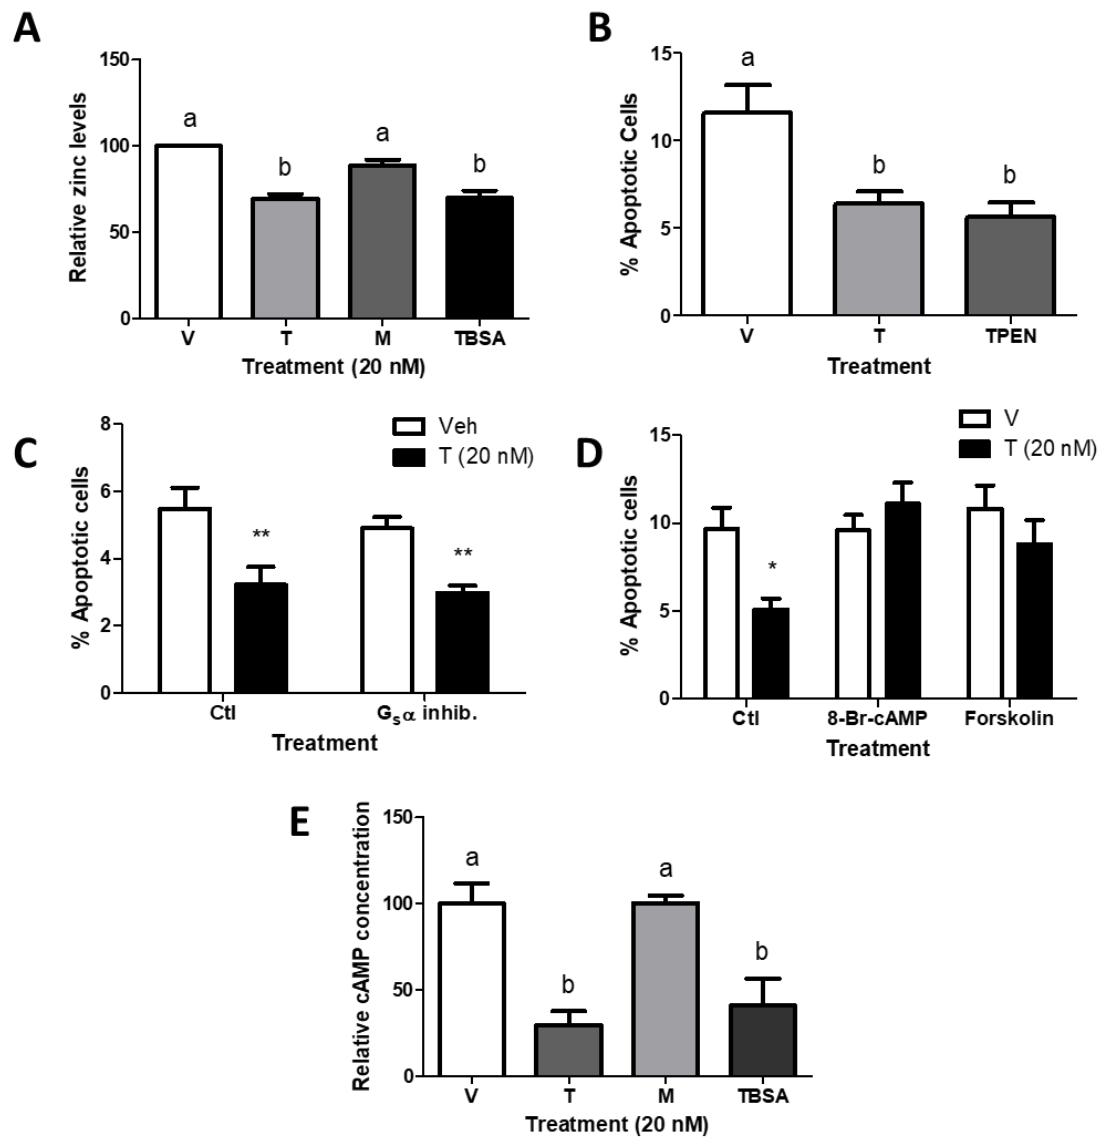 A
Relative zinc levels
150
100
50
0
a
b
a
b
V T M TBSA
Treatment (20 nM)
B
% Apoptotic Cells
15
10
5
0
a
b
b
V T TPEN
Treatment
C
% Apoptotic cells
8
6
4
2
0
Veh
T (20 nM)
**
**
Ctl Gsα inhib.
Treatment
D
% Apoptotic cells
15
10
5
0
V
T (20 nM)
*
Ctl 8-Br-cAMP Forskolin
Treatment
E
Relative cAMP concentration
150
100
50
0
a
b
a
b
V T M TBSA
Treatment (20 nM)